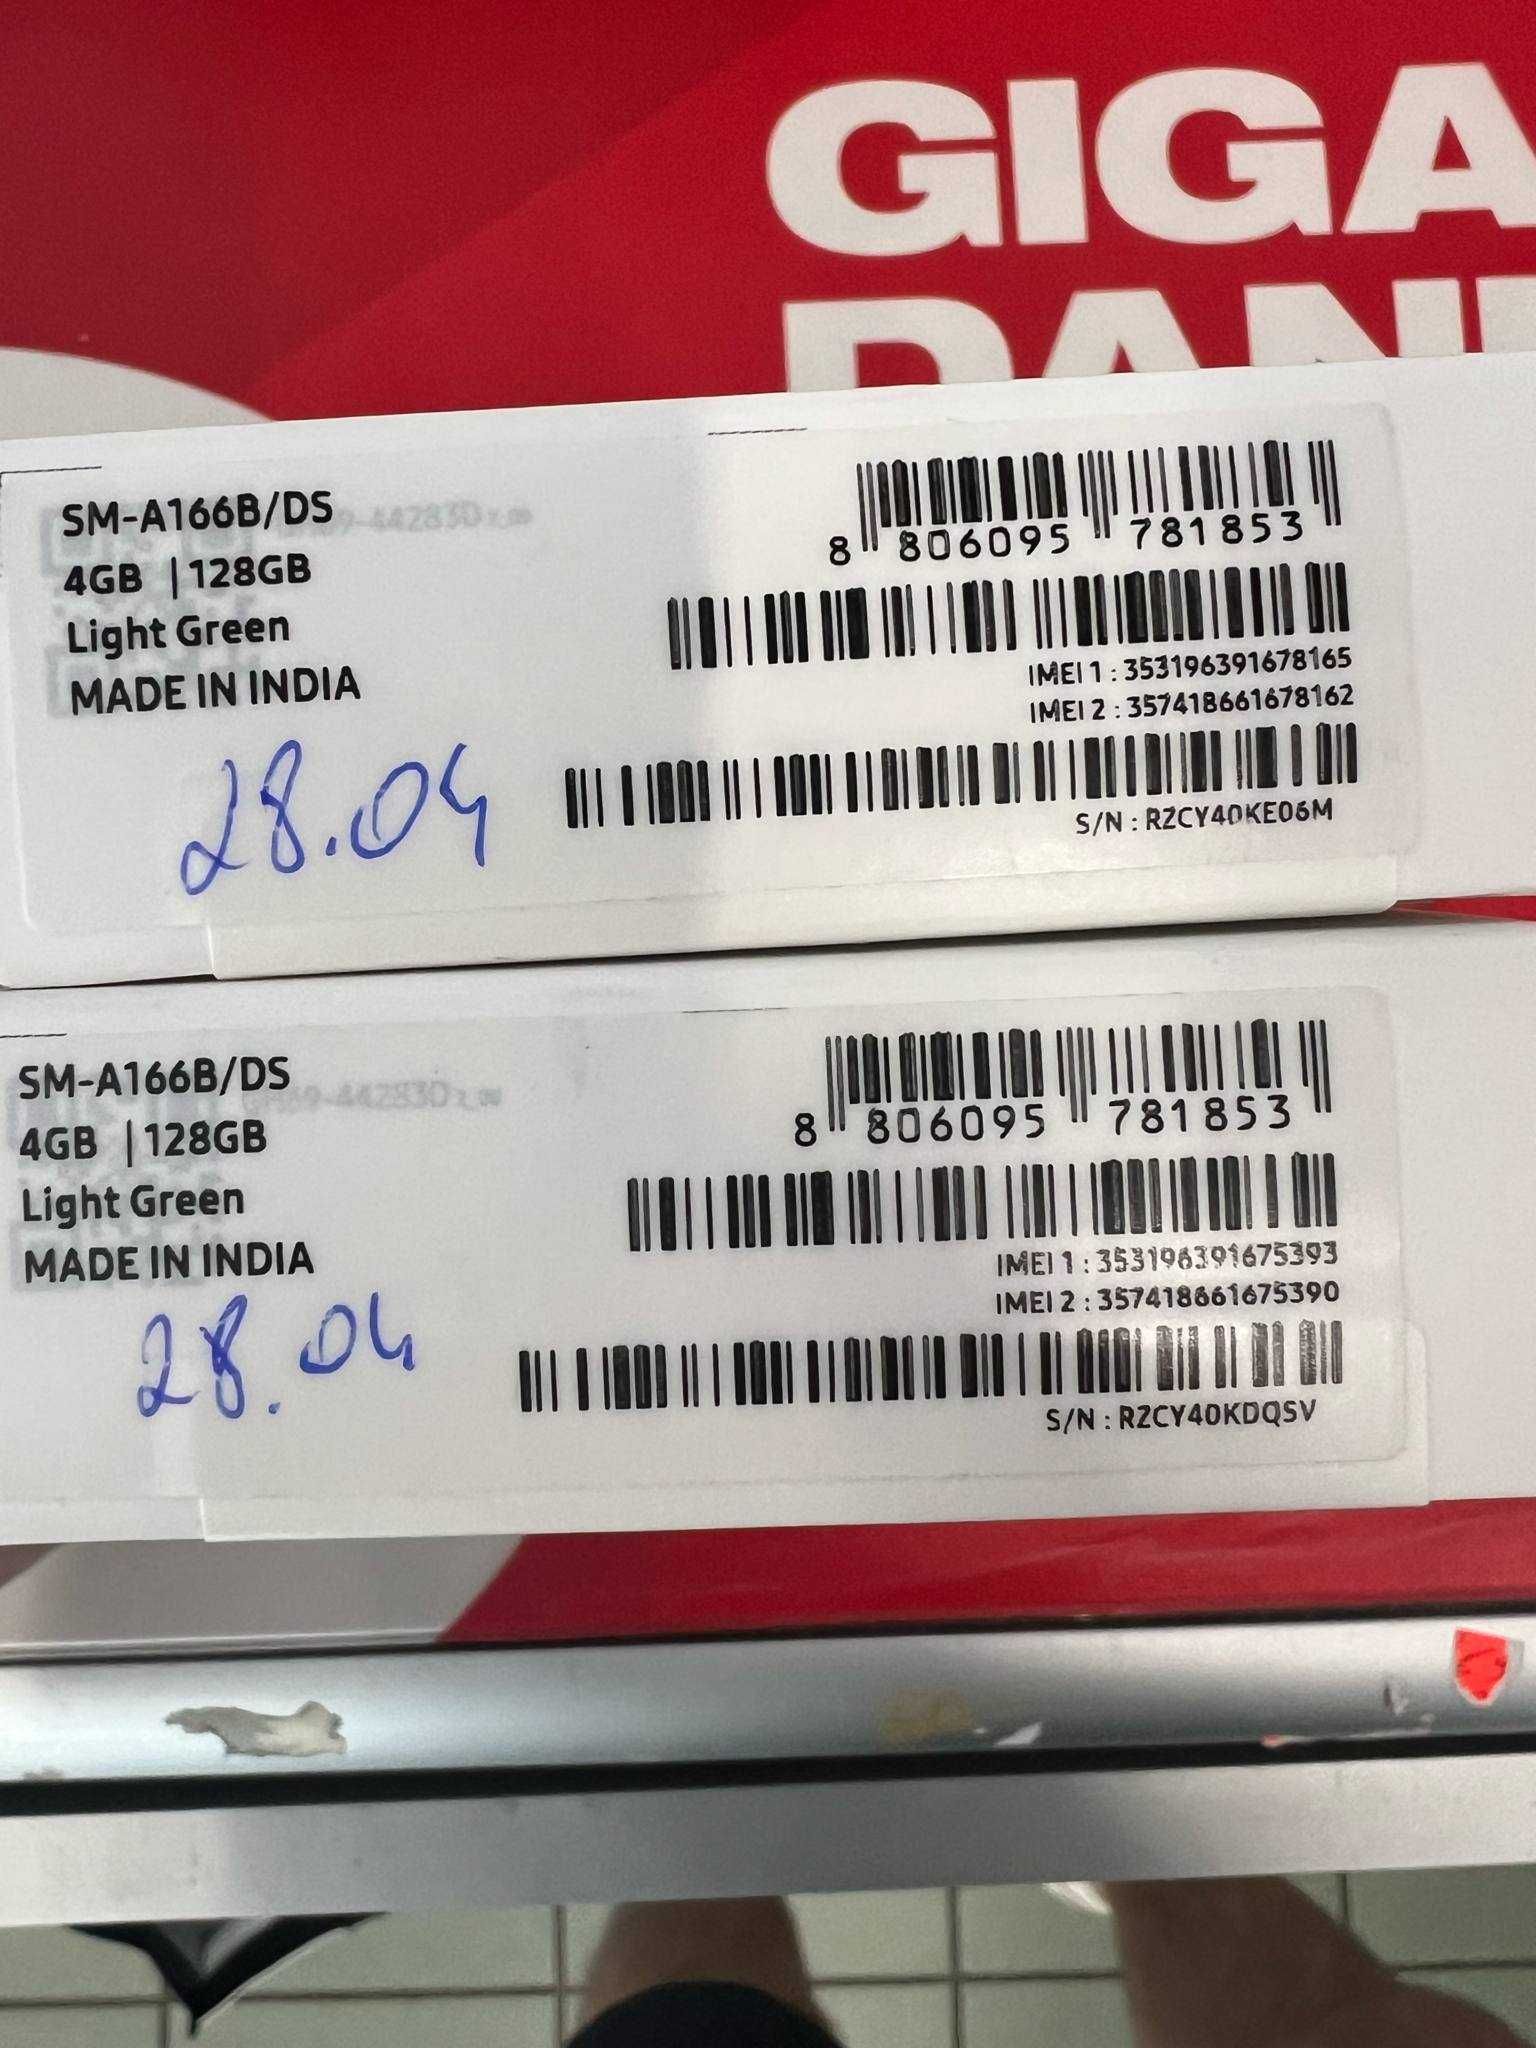 GIGA
DANI
SM-A166B/DS
4GB | 128GB
Light Green
MADE IN INDIA
28.04
8 806095 781853
IMEI 1 : 353196391678165
IMEI 2 : 357418661678162
S/N : RZCY40KE06M
SM-A166B/DS
4GB | 128GB
Light Green
MADE IN INDIA
28.04
8 806095 781853
IMEI 1 : 353196391675393
IMEI 2 : 357418661675390
S/N : RZCY40KDQSV